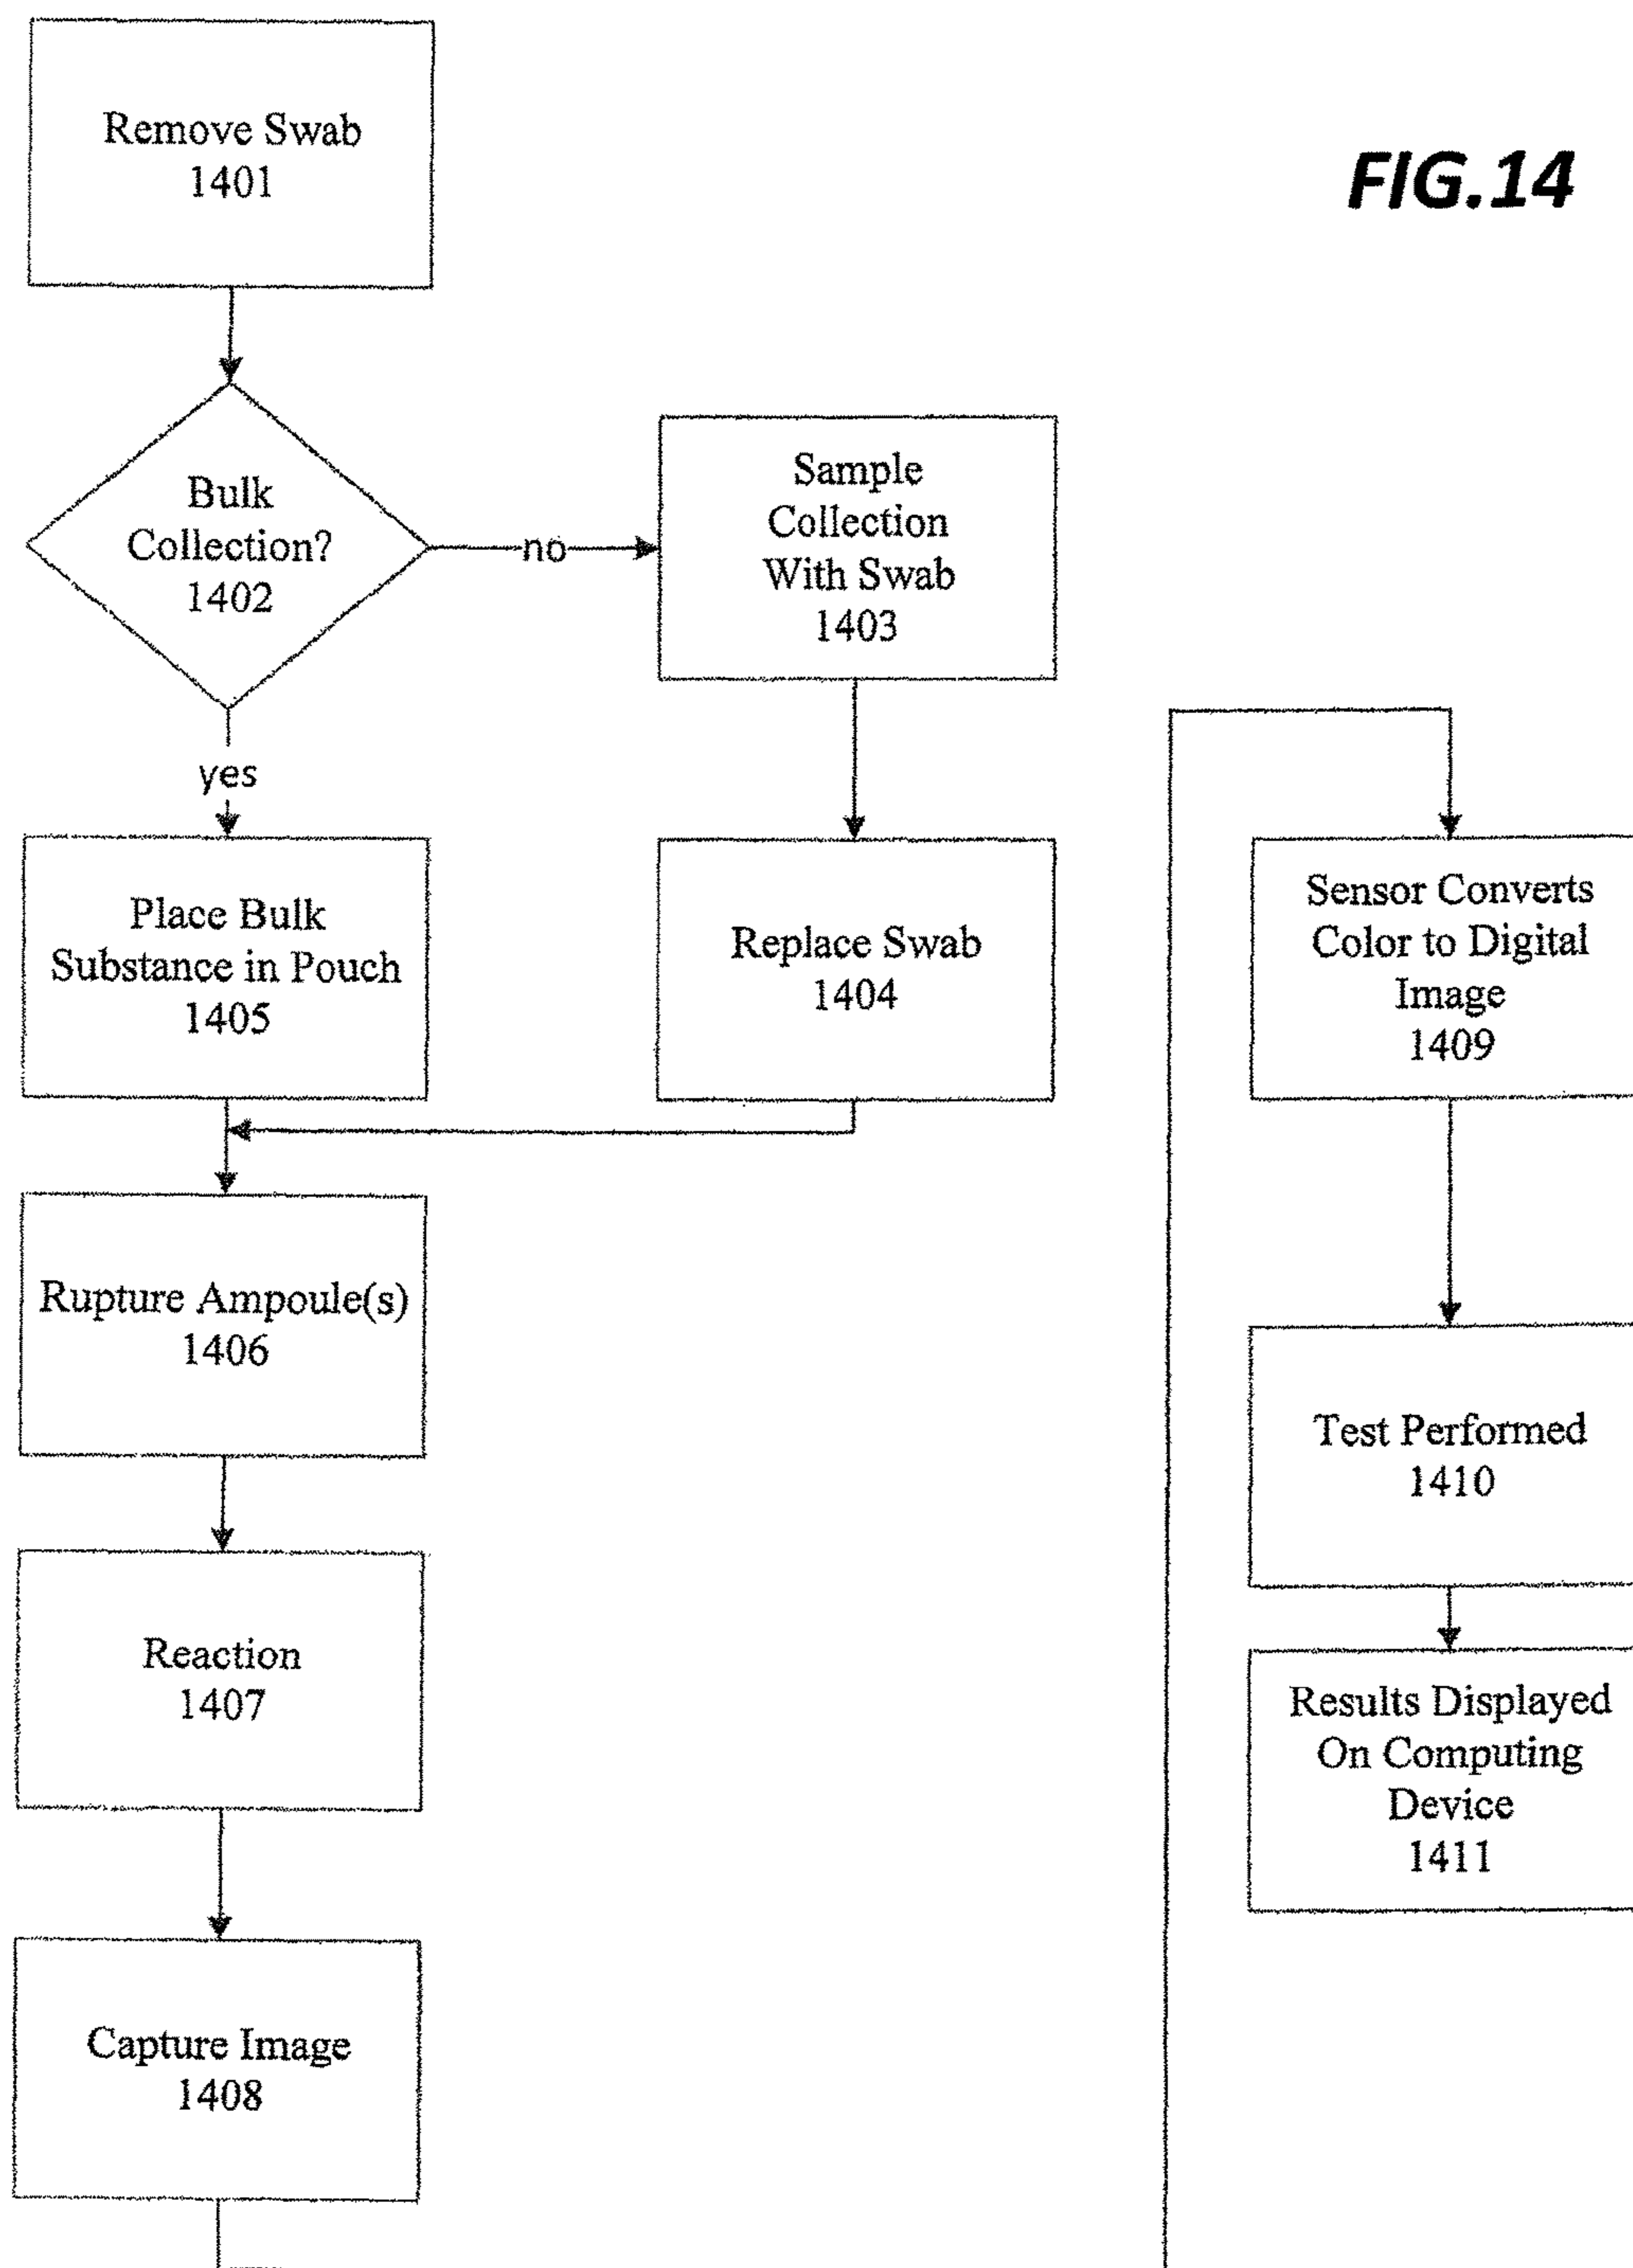 FIG.14
Remove Swab
1401
Bulk
Collection?
1402
no
yes
Sample
Collection
With Swab
1403
Replace Swab
1404
Place Bulk
Substance in Pouch
1405
Rupture Ampoule(s)
1406
Reaction
1407
Capture Image
1408
Sensor Converts
Color to Digital
Image
1409
Test Performed
1410
Results Displayed
On Computing
Device
1411